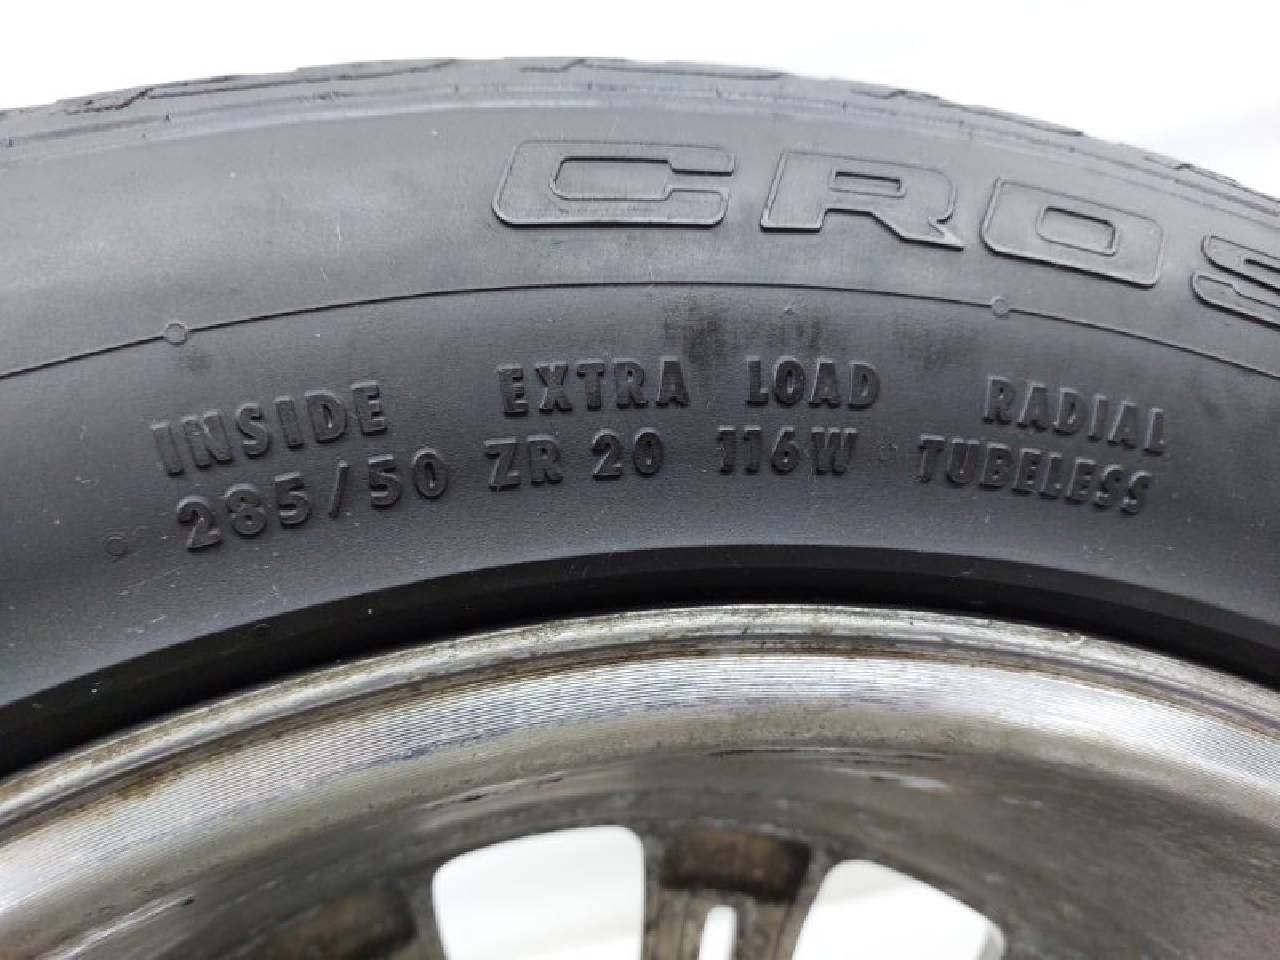 CROS
INSIDE EXTRA LOAD RADIAL
285/50 ZR 20 116W TUBELESS